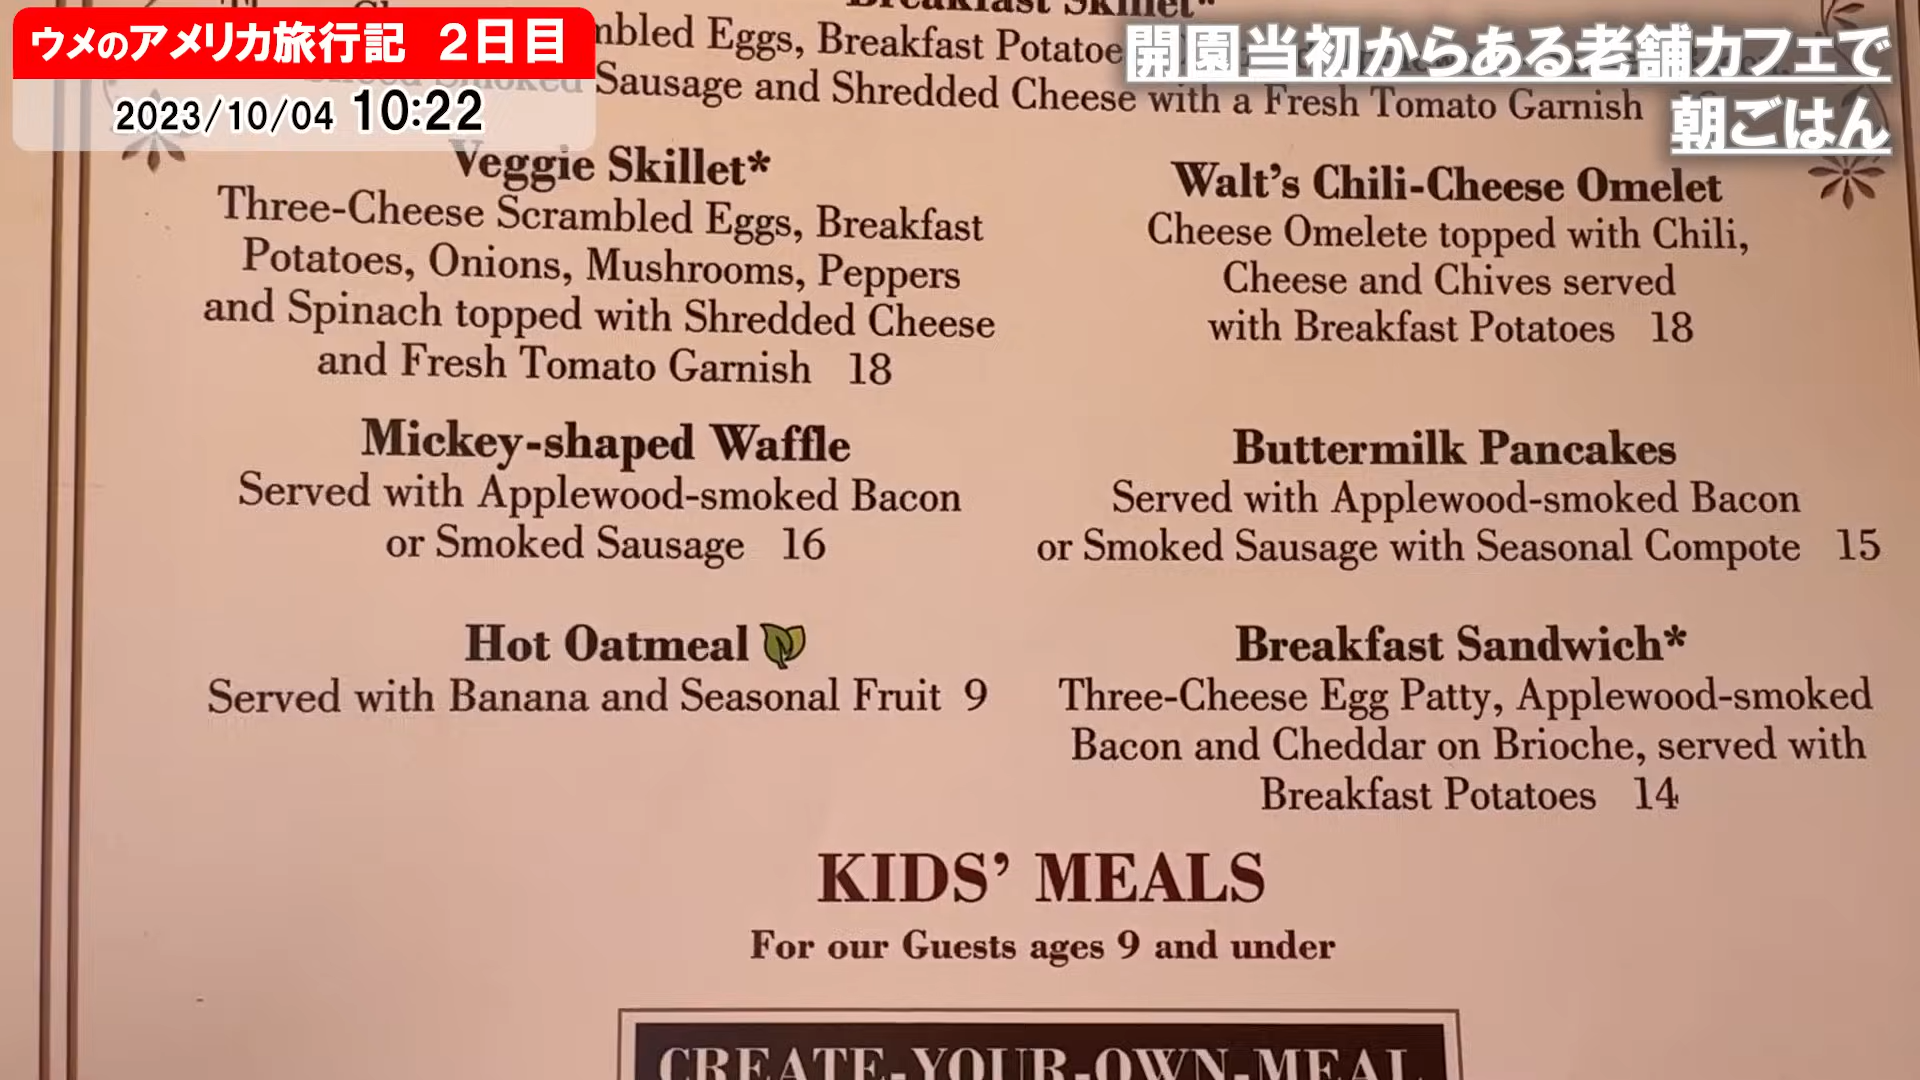 ウメのアメリカ旅行記 2日目
2023/10/04 10:22
開園当初からある老舗カフェで
朝ごはん
Breakfast Skillet*
Eggs, Breakfast
Sausage and Shredded Cheese with a Fresh Tomato Garnish
Veggie Skillet*
Three-Cheese Scrambled Eggs, Breakfast
Potatoes, Onions, Mushrooms, Peppers
and Spinach topped with Shredded Cheese
and Fresh Tomato Garnish 18
Walt's Chili-Cheese Omelet
Cheese Omelete topped with Chili,
Cheese and Chives served
with Breakfast Potatoes 18
Mickey-shaped Waffle
Served with Applewood-smoked Bacon
or Smoked Sausage 16
Buttermilk Pancakes
Served with Applewood-smoked Bacon
or Smoked Sausage with Seasonal Compote 15
Hot Oatmeal
Served with Banana and Seasonal Fruit 9
Breakfast Sandwich*
Three-Cheese Egg Patty, Applewood-smoked
Bacon and Cheddar on Brioche, served with
Breakfast Potatoes 14
KIDS' MEALS
For our Guests ages 9 and under
CREATE-YOUR-OWN-MEAL